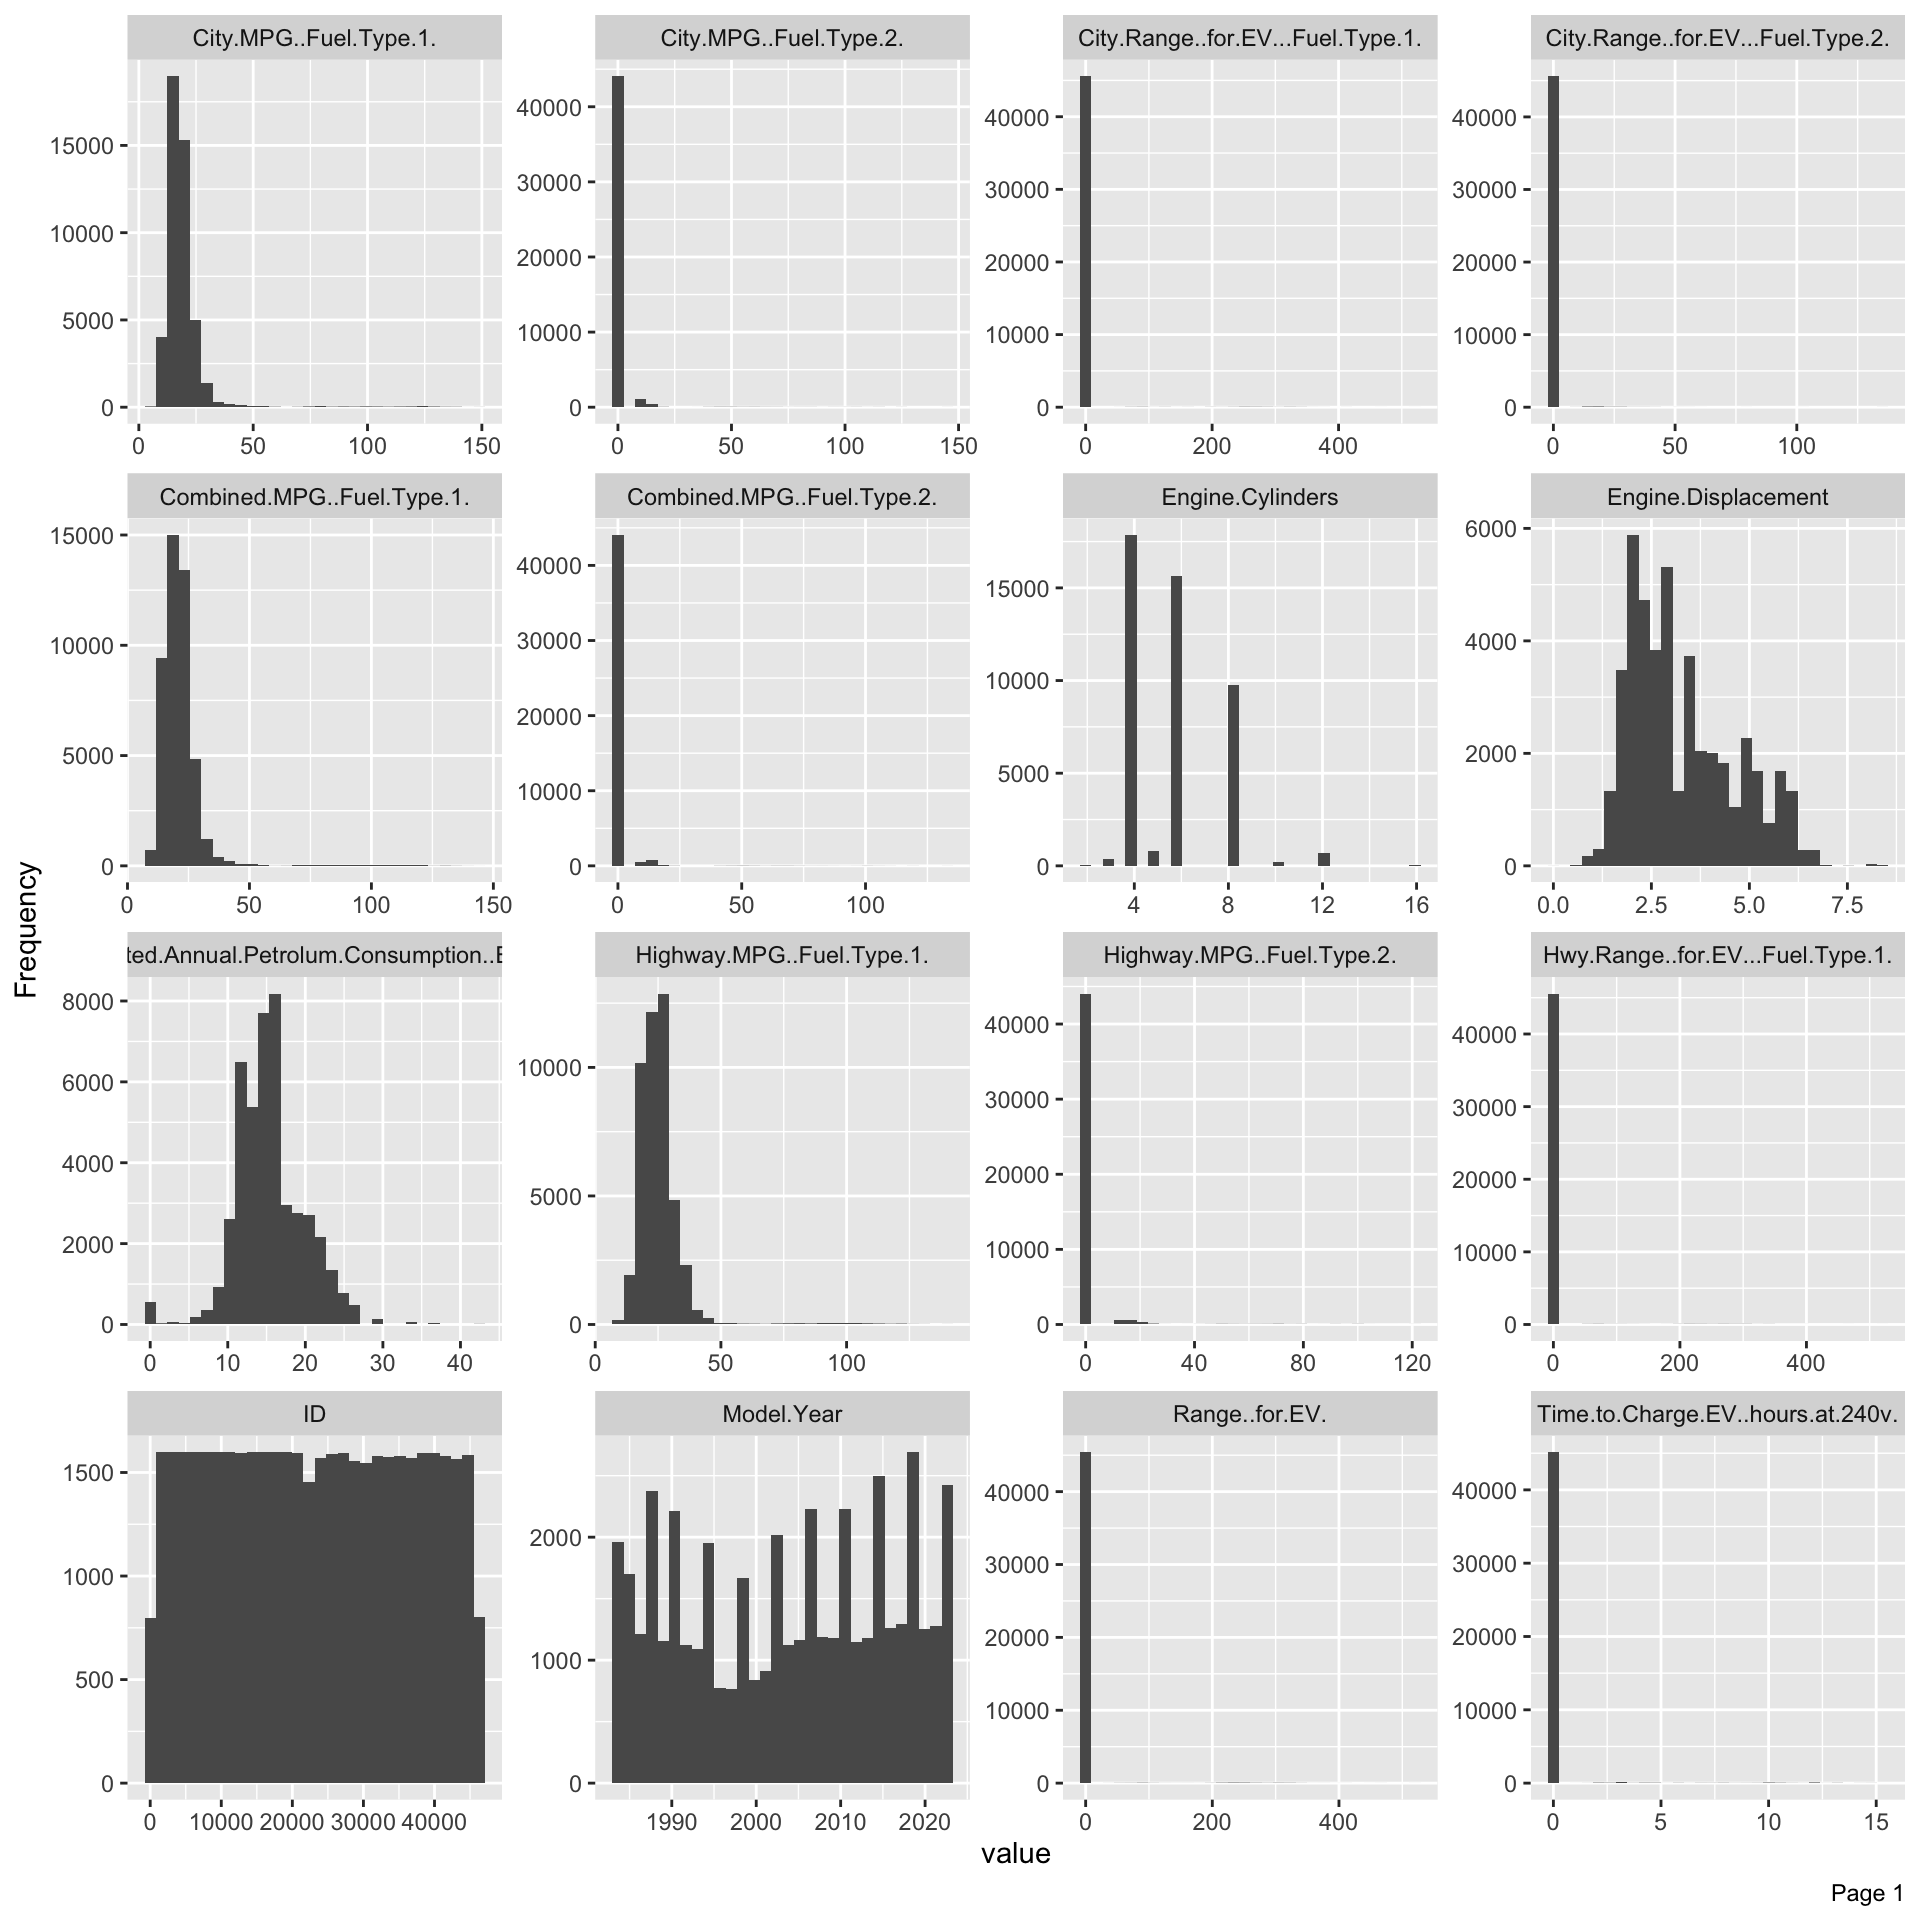 City.MPG..Fuel.Type.1.
City.MPG..Fuel.Type.2.
City.Range..for.EV...Fuel.Type.1.
City.Range..for.EV...Fuel.Type.2.
15000
10000
5000
0
0 50 100 150
40000
30000
20000
10000
0
0 50 100 150
40000
30000
20000
10000
0
0 200 400
40000
30000
20000
10000
0
0 50 100
Combined.MPG..Fuel.Type.1.
Combined.MPG..Fuel.Type.2.
Engine.Cylinders
Engine.Displacement
15000
10000
5000
0
0 50 100 150
40000
30000
20000
10000
0
0 50 100
15000
10000
5000
0
4 8 12 16
6000
4000
2000
0
0.0 2.5 5.0 7.5
Frequency
ted.Annual.Petrolum.Consumption..E
Highway.MPG..Fuel.Type.1.
Highway.MPG..Fuel.Type.2.
Hwy.Range..for.EV...Fuel.Type.1.
8000
6000
4000
2000
0
0 10 20 30 40
10000
5000
0
0 50 100
40000
30000
20000
10000
0
0 40 80 120
40000
30000
20000
10000
0
0 200 400
ID
Model.Year
Range..for.EV.
Time.to.Charge.EV..hours.at.240v.
1500
1000
500
0
0 10000 20000 30000 40000
2000
1000
0
1990 2000 2010 2020
40000
30000
20000
10000
0
0 200 400
40000
30000
20000
10000
0
0 5 10 15
value
Page 1